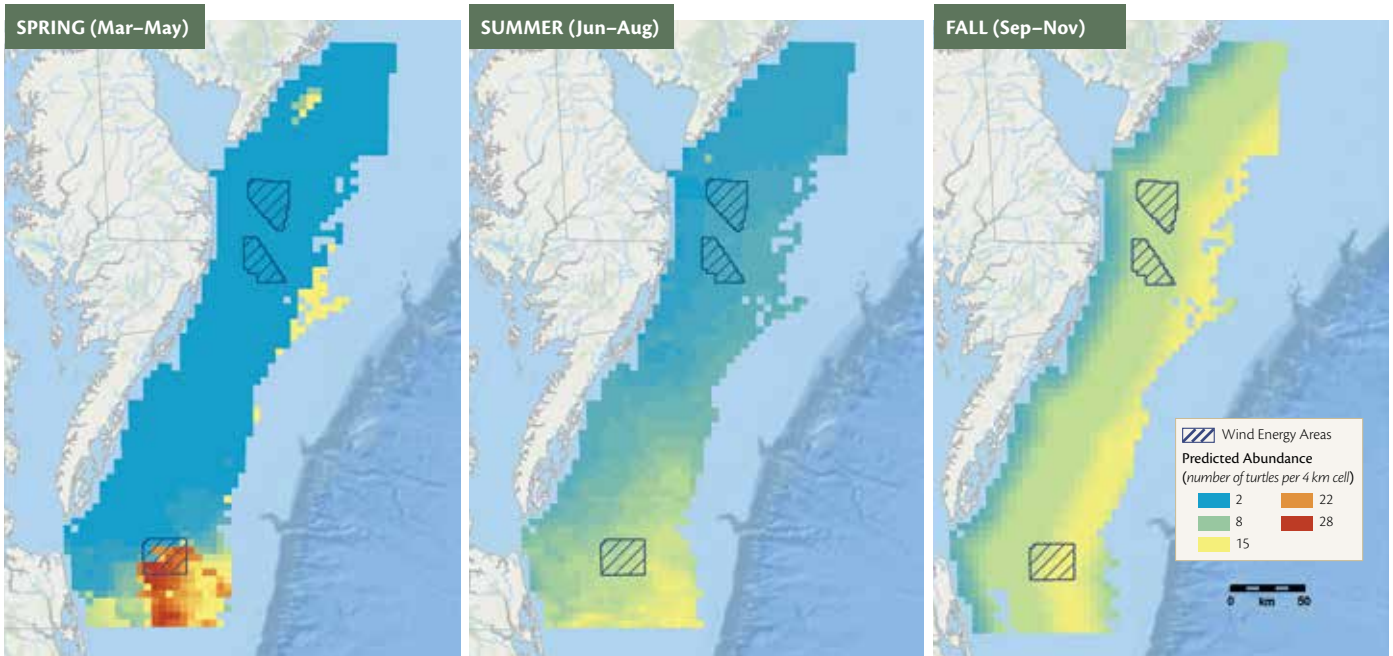 SPRING (Mar–May)
SUMMER (Jun–Aug)
FALL (Sep–Nov)
Wind Energy Areas
Predicted Abundance
(number of turtles per 4 km cell)
2 22
8 28
15
0 km 50